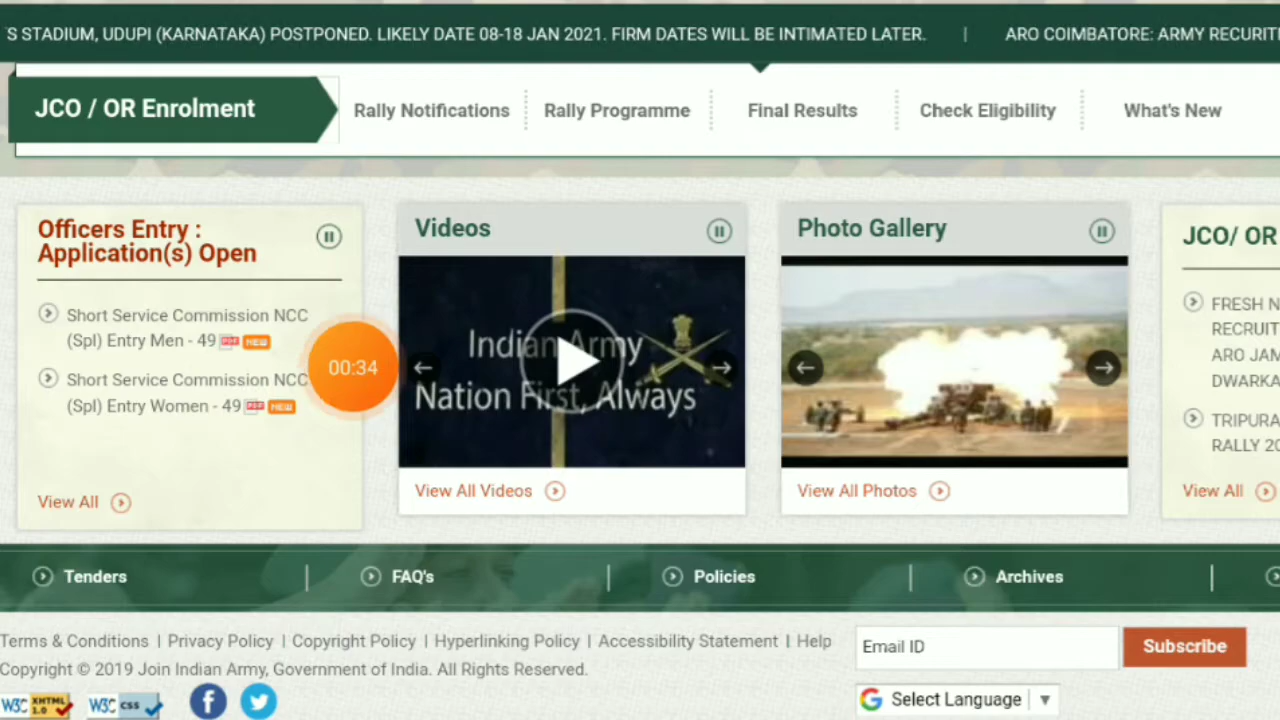 'S STADIUM, UDUPI (KARNATAKA) POSTPONED. LIKELY DATE 08-18 JAN 2021. FIRM DATES WILL BE INTIMATED LATER. | ARO COIMBATORE: ARMY RECURIT
JCO / OR Enrolment
Rally Notifications
Rally Programme
Final Results
Check Eligibility
What's New
Officers Entry :
Application(s) Open
Short Service Commission NCC
(Spl) Entry Men - 49 PDF NEW
Short Service Commission NCC
(Spl) Entry Women - 49 PDF NEW
View All
00:34
Videos
Indian Army
Nation First, Always
View All Videos
Photo Gallery
View All Photos
JCO/ OR
FRESH N
RECRUIT
ARO JAM
DWARKA
TRIPURA
RALLY 20
View All
Tenders
FAQ's
Policies
Archives
Terms & Conditions | Privacy Policy | Copyright Policy | Hyperlinking Policy | Accessibility Statement | Help
Copyright © 2019 Join Indian Army, Government of India. All Rights Reserved.
W3C XHTML 1.0
W3C css
Email ID
Subscribe
Select Language